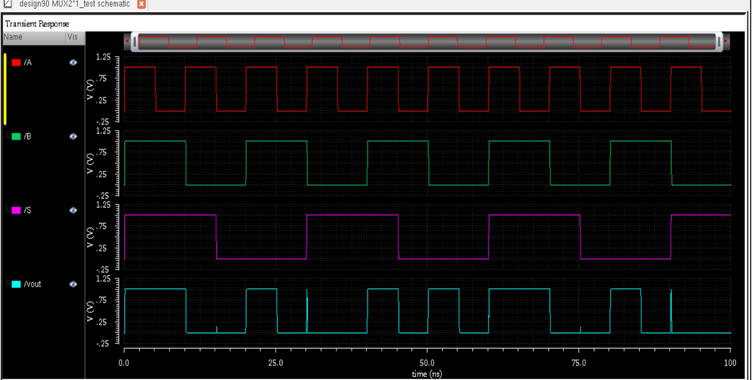 design90 MUX2*1_test schematic
Transient Response
Name Vis
/A
V (V)
1.25
.75
.25
-.25
/B
V (V)
1.25
.75
.25
-.25
/S
V (V)
1.25
.75
.25
-.25
/vout
V (V)
1.25
.75
.25
-.25
0.0 25.0 50.0 75.0 100
time (ns)